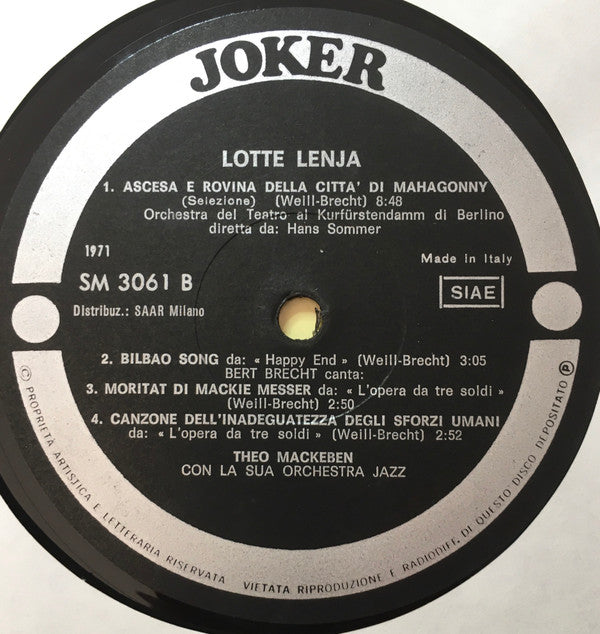 JOKER
LOTTE LENJA
1. ASCESA E ROVINA DELLA CITTA' DI MAHAGONNY
(Selezione) (Weill-Brecht) 8:48
Orchestra del Teatro al Kurfürstendamm di Berlino
diretta da: Hans Sommer
1971
SM 3061 B
Distribuz.: SAAR Milano
Made in Italy
SIAE
2. BILBAO SONG da: « Happy End » (Weill-Brecht) 3:05
BERT BRECHT canta:
3. MORITAT DI MACKIE MESSER da: « L'opera da tre soldi »
(Weill-Brecht) 2:50
4. CANZONE DELL'INADEGUATEZZA DEGLI SFORZI UMANI
da: « L'opera da tre soldi » (Weill-Brecht) 2:52
THEO MACKEBEN
CON LA SUA ORCHESTRA JAZZ
© PROPRIETA ARTISTICA E LETTERARIA RISERVATA VIETATA RIPRODUZIONE E RADIODIFF. DI QUESTO DISCO DEPOSITATO ℗